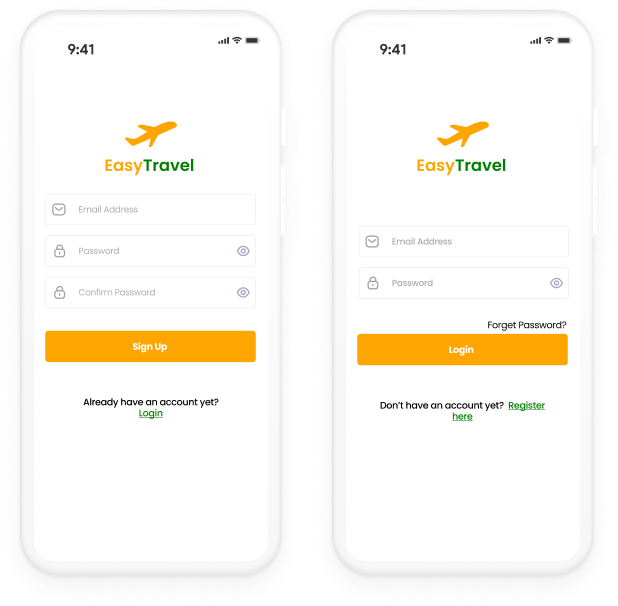 9:41
EasyTravel
Email Address
Password
Confirm Password
Sign Up
Already have an account yet?
Login
9:41
EasyTravel
Email Address
Password
Forget Password?
Login
Don't have an account yet? Register
here